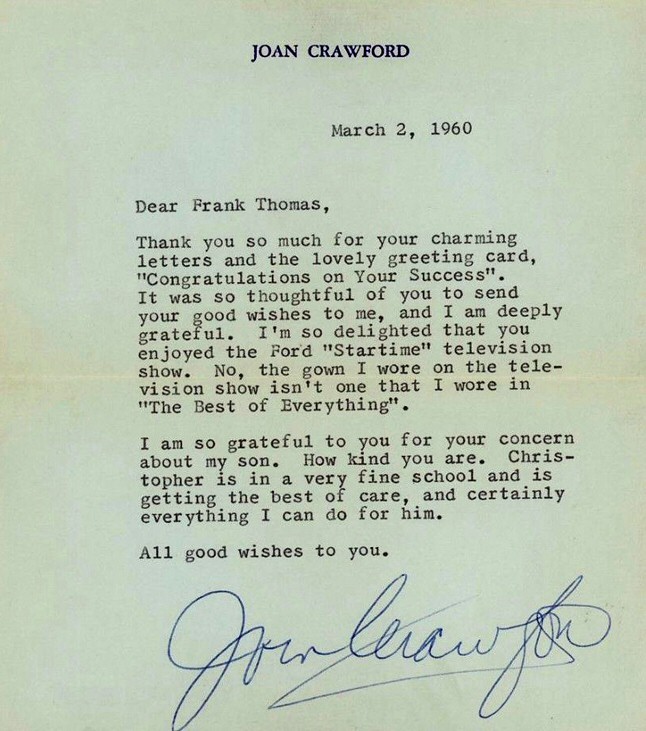 JOAN CRAWFORD
March 2, 1960
Dear Frank Thomas,
Thank you so much for your charming
letters and the lovely greeting card,
"Congratulations on Your Success".
It was so thoughtful of you to send
your good wishes to me, and I am deeply
grateful.  I'm so delighted that you
enjoyed the Ford "Startime" television
show.  No, the gown I wore on the tele-
vision show isn't one that I wore in
"The Best of Everything".
I am so grateful to you for your concern
about my son.  How kind you are.  Chris-
topher is in a very fine school and is
getting the best of care, and certainly
everything I can do for him.
All good wishes to you.
Joan Crawford